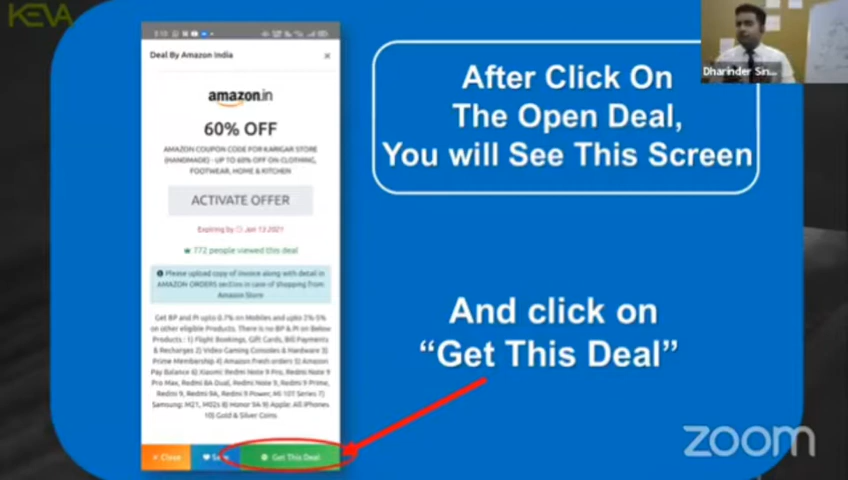 KEVA
Deal By Amazon India
×
amazon.in
60% OFF
AMAZON COUPON CODE FOR KARIGAR STORE
(HANDMADE) - UP TO 60% OFF ON CLOTHING,
FOOTWEAR, HOME & KITCHEN
ACTIVATE OFFER
Expiring by Jun 13 2021
772 people viewed this deal
Please upload copy of invoice along with detail in
AMAZON ORDERS section in case of shopping from
Amazon Store
Get BP and PI upto 0.7% on Mobiles and upto 2%-5%
on other eligible Products. There is no BP & PI on Below
Products : 1) Flight Bookings, Gift Cards, Bill Payments
& Recharges 2) Video Gaming Consoles & Hardware 3)
Prime Membership 4) Amazon Fresh orders 5) Amazon
Pay Balance 6) Xiaomi: Redmi Note 9 Pro, Redmi Note 9
Pro Max, Redmi 8A Dual, Redmi Note 9, Redmi 9 Prime,
Redmi 9, Redmi 9A, Redmi 9 Power, Mi 10T Series 7)
Samsung: M21, M02s 8) Honor 9A 9) Apple: All iPhones
10) Gold & Silver Coins
× Close
Save
Get This Deal
After Click On
The Open Deal,
You will See This Screen
And click on
“Get This Deal”
Dharinder Sin...
zoom